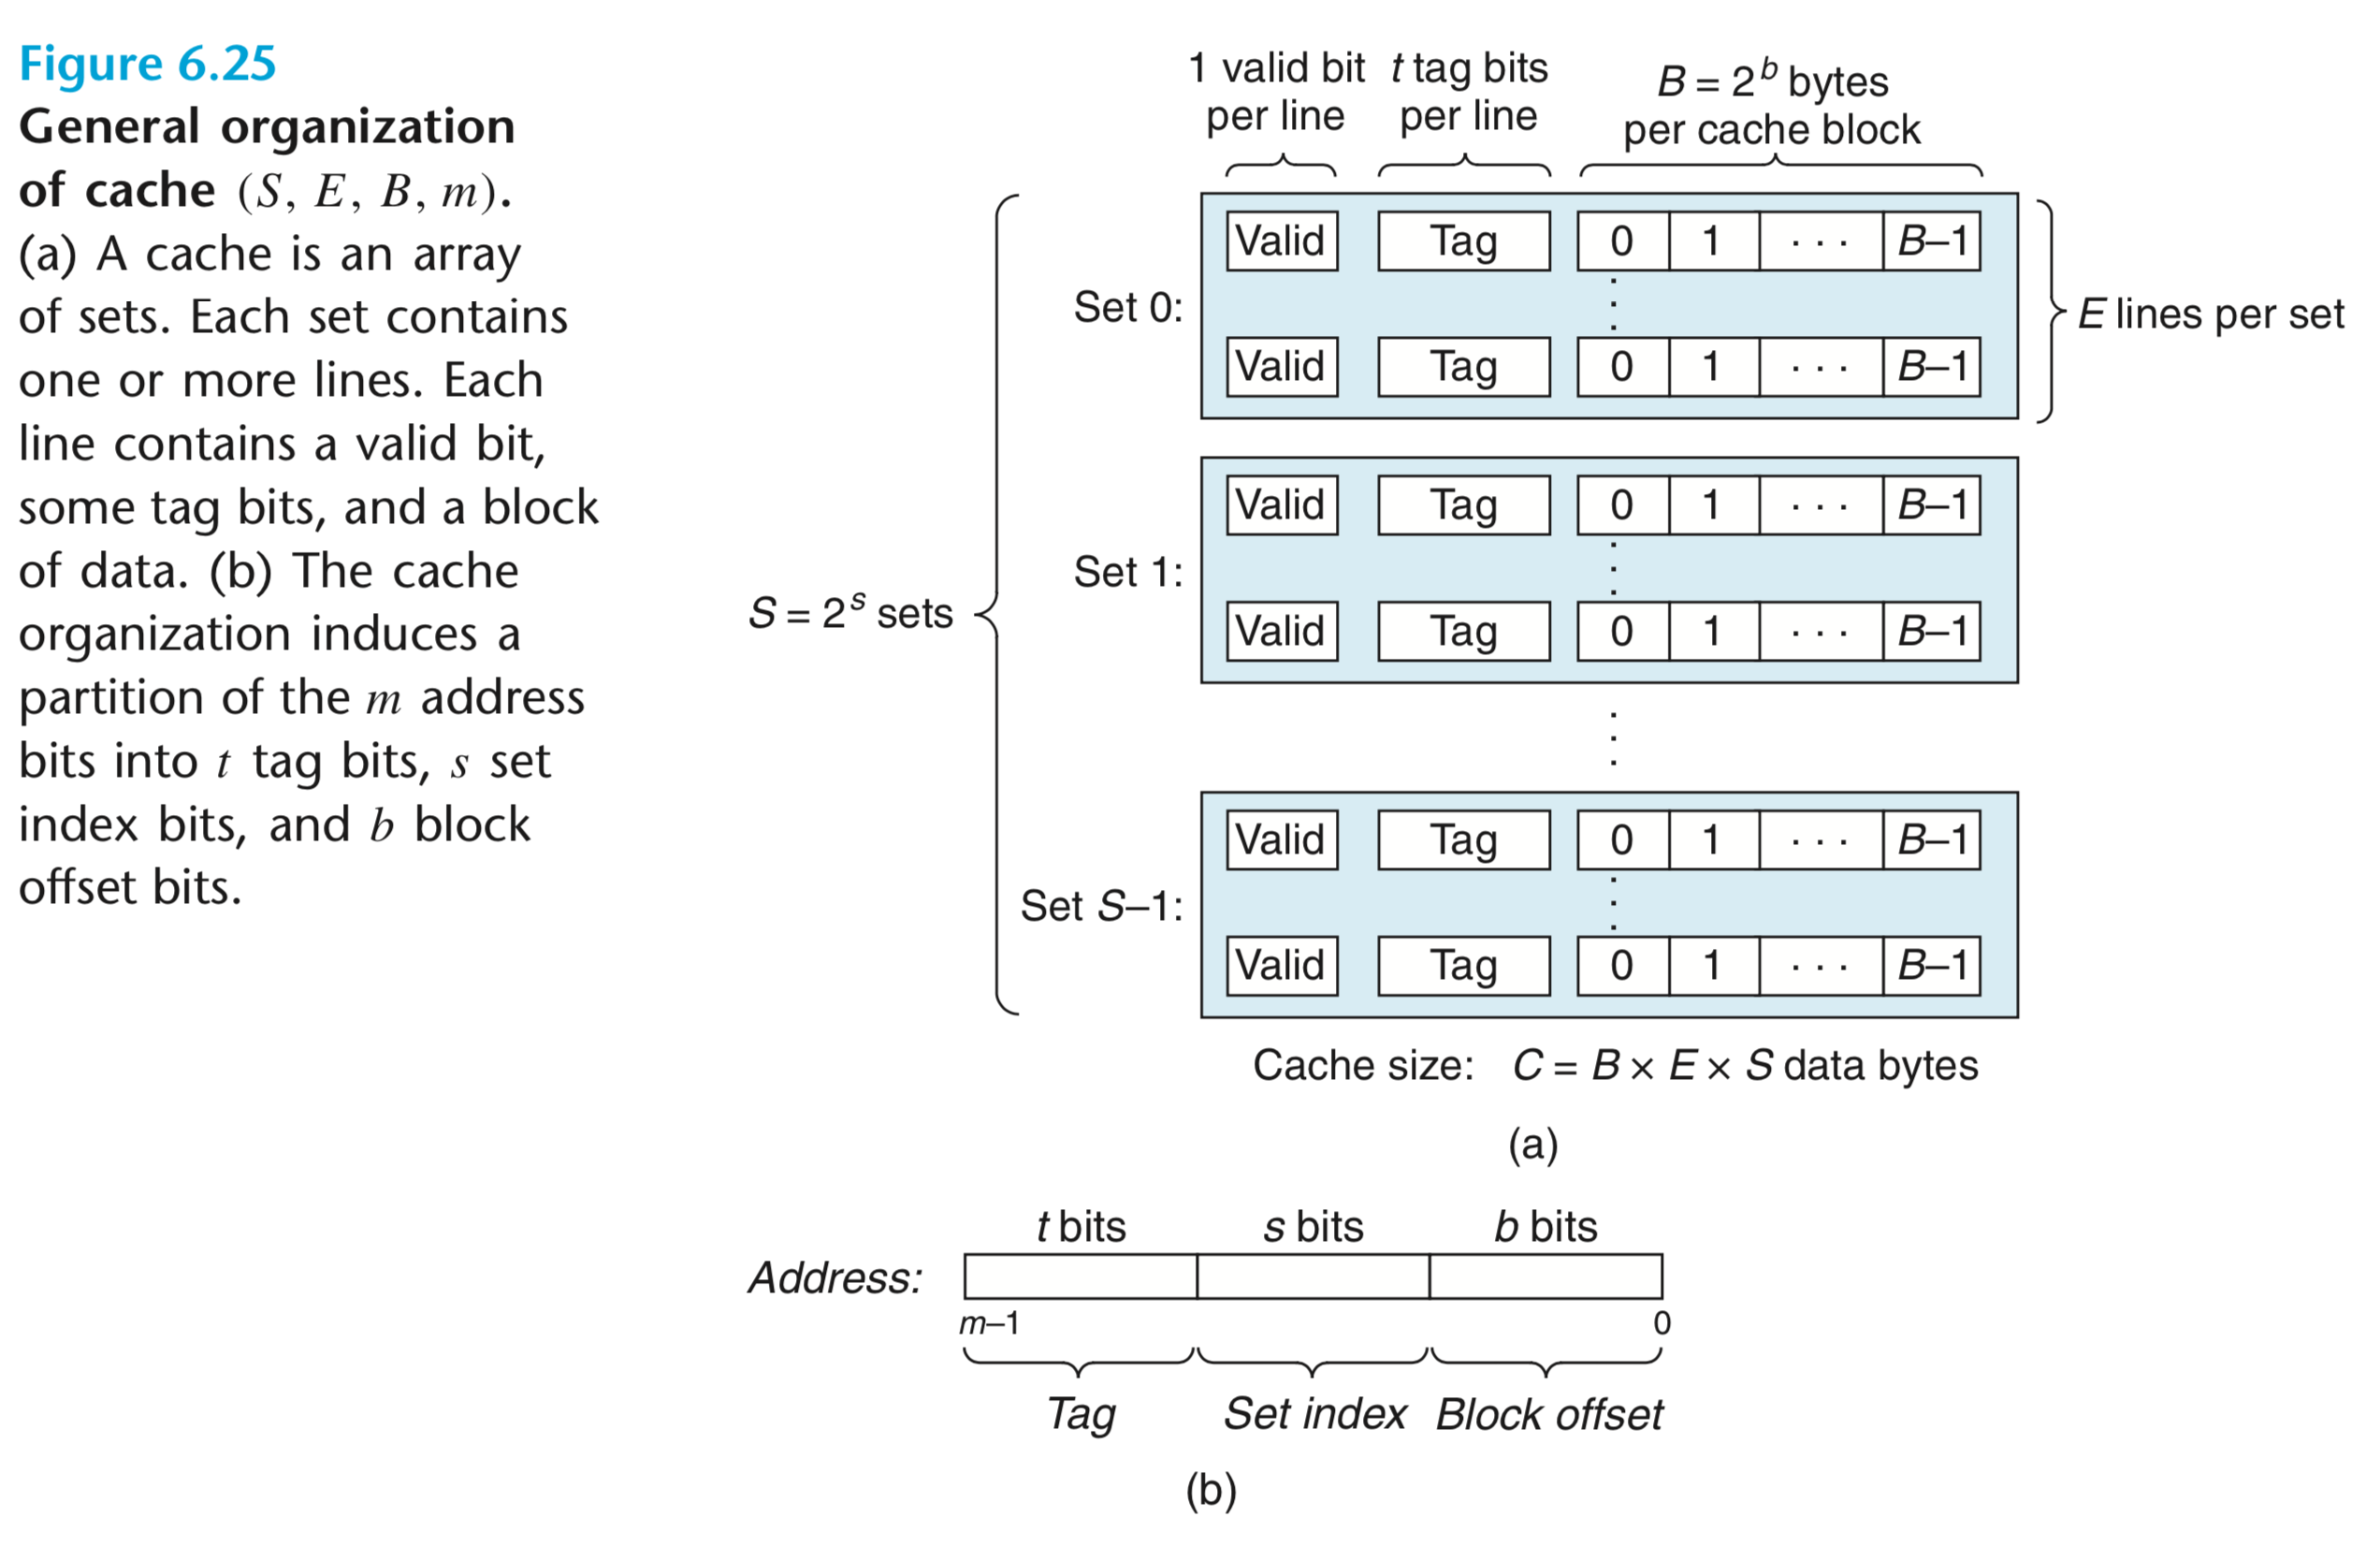 Figure 6.25
General organization
of cache (S, E, B, m).
(a) A cache is an array
of sets. Each set contains
one or more lines. Each
line contains a valid bit,
some tag bits, and a block
of data. (b) The cache
organization induces a
partition of the m address
bits into t tag bits, s set
index bits, and b block
offset bits.
1 valid bit
per line
t tag bits
per line
B = 2^b bytes
per cache block
Valid Tag 0 1 · · · B–1
Set 0:
E lines per set
Valid Tag 0 1 · · · B–1
Valid Tag 0 1 · · · B–1
Set 1:
S = 2^s sets
Valid Tag 0 1 · · · B–1
Valid Tag 0 1 · · · B–1
Set S–1:
Valid Tag 0 1 · · · B–1
Cache size: C = B × E × S data bytes
(a)
t bits s bits b bits
Address:
m–1 0
Tag Set index Block offset
(b)